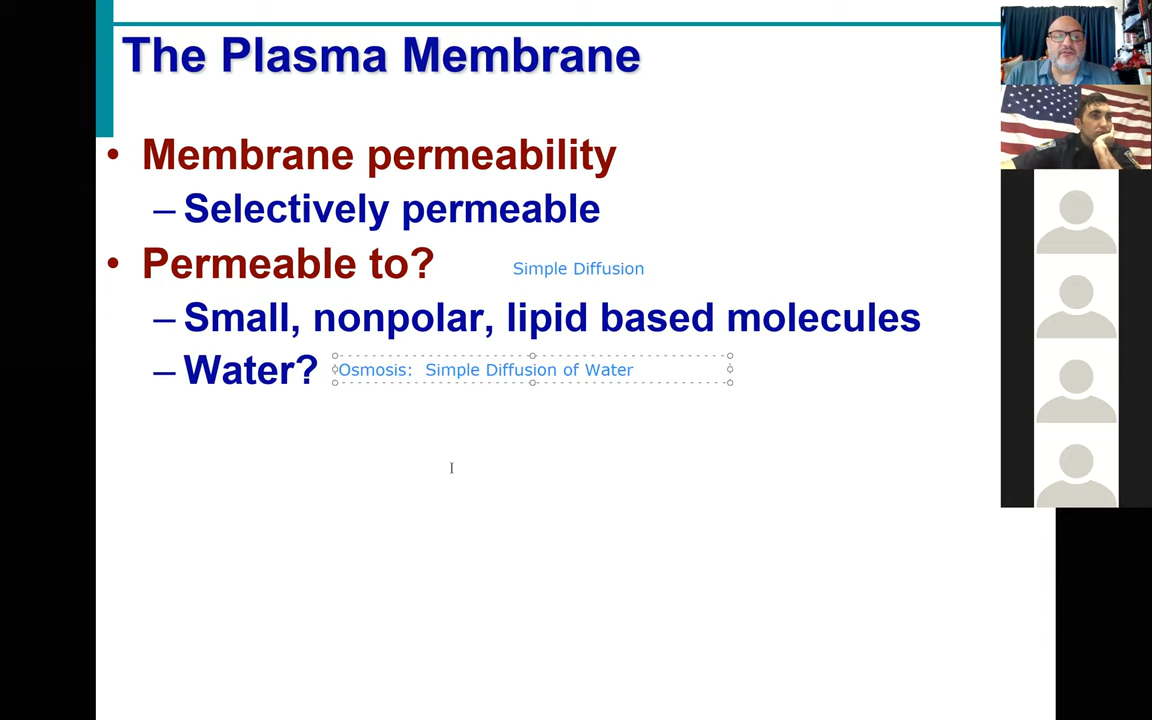 The Plasma Membrane
• Membrane permeability
– Selectively permeable
• Permeable to? Simple Diffusion
– Small, nonpolar, lipid based molecules
– Water? Osmosis: Simple Diffusion of Water